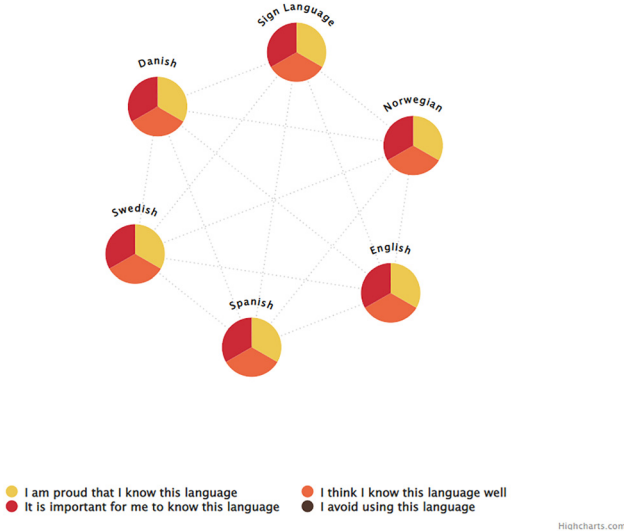 Sign Language
Danish
Norwegian
Swedish
English
Spanish
I am proud that I know this language
I think I know this language well
It is important for me to know this language
I avoid using this language
Highcharts.com